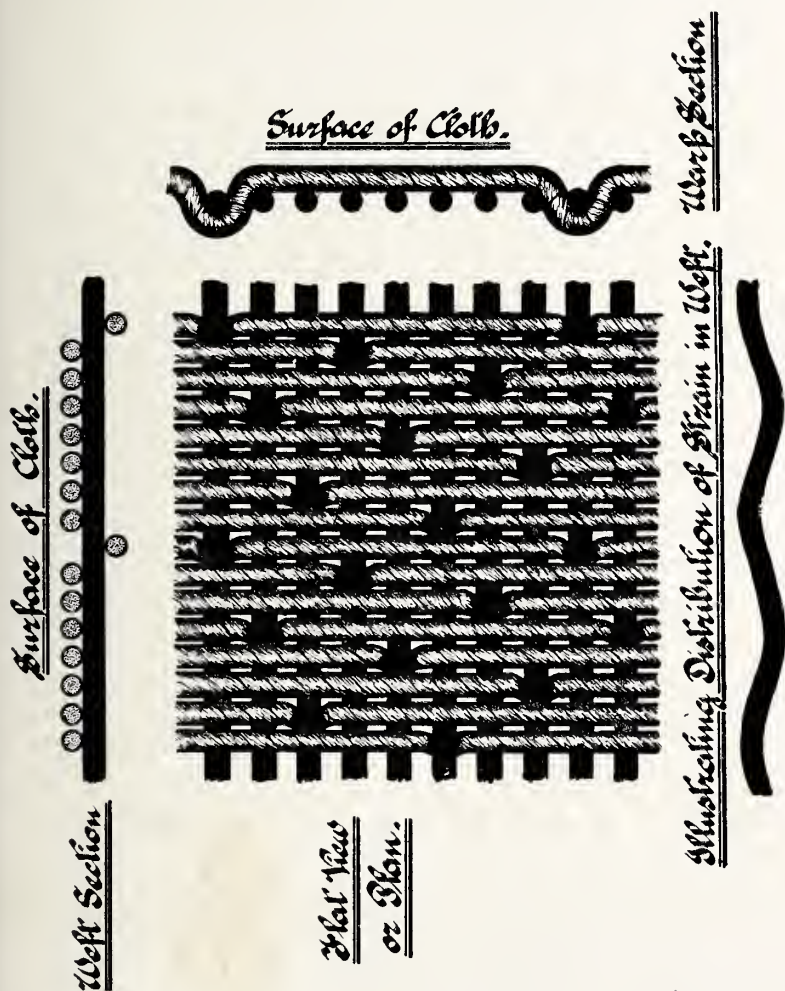 Surface of Cloth.
Warp Section
Surface of Cloth.
Illustrating Distribution of Strain in Weft.
Weft Section
Flat View
or Plan.